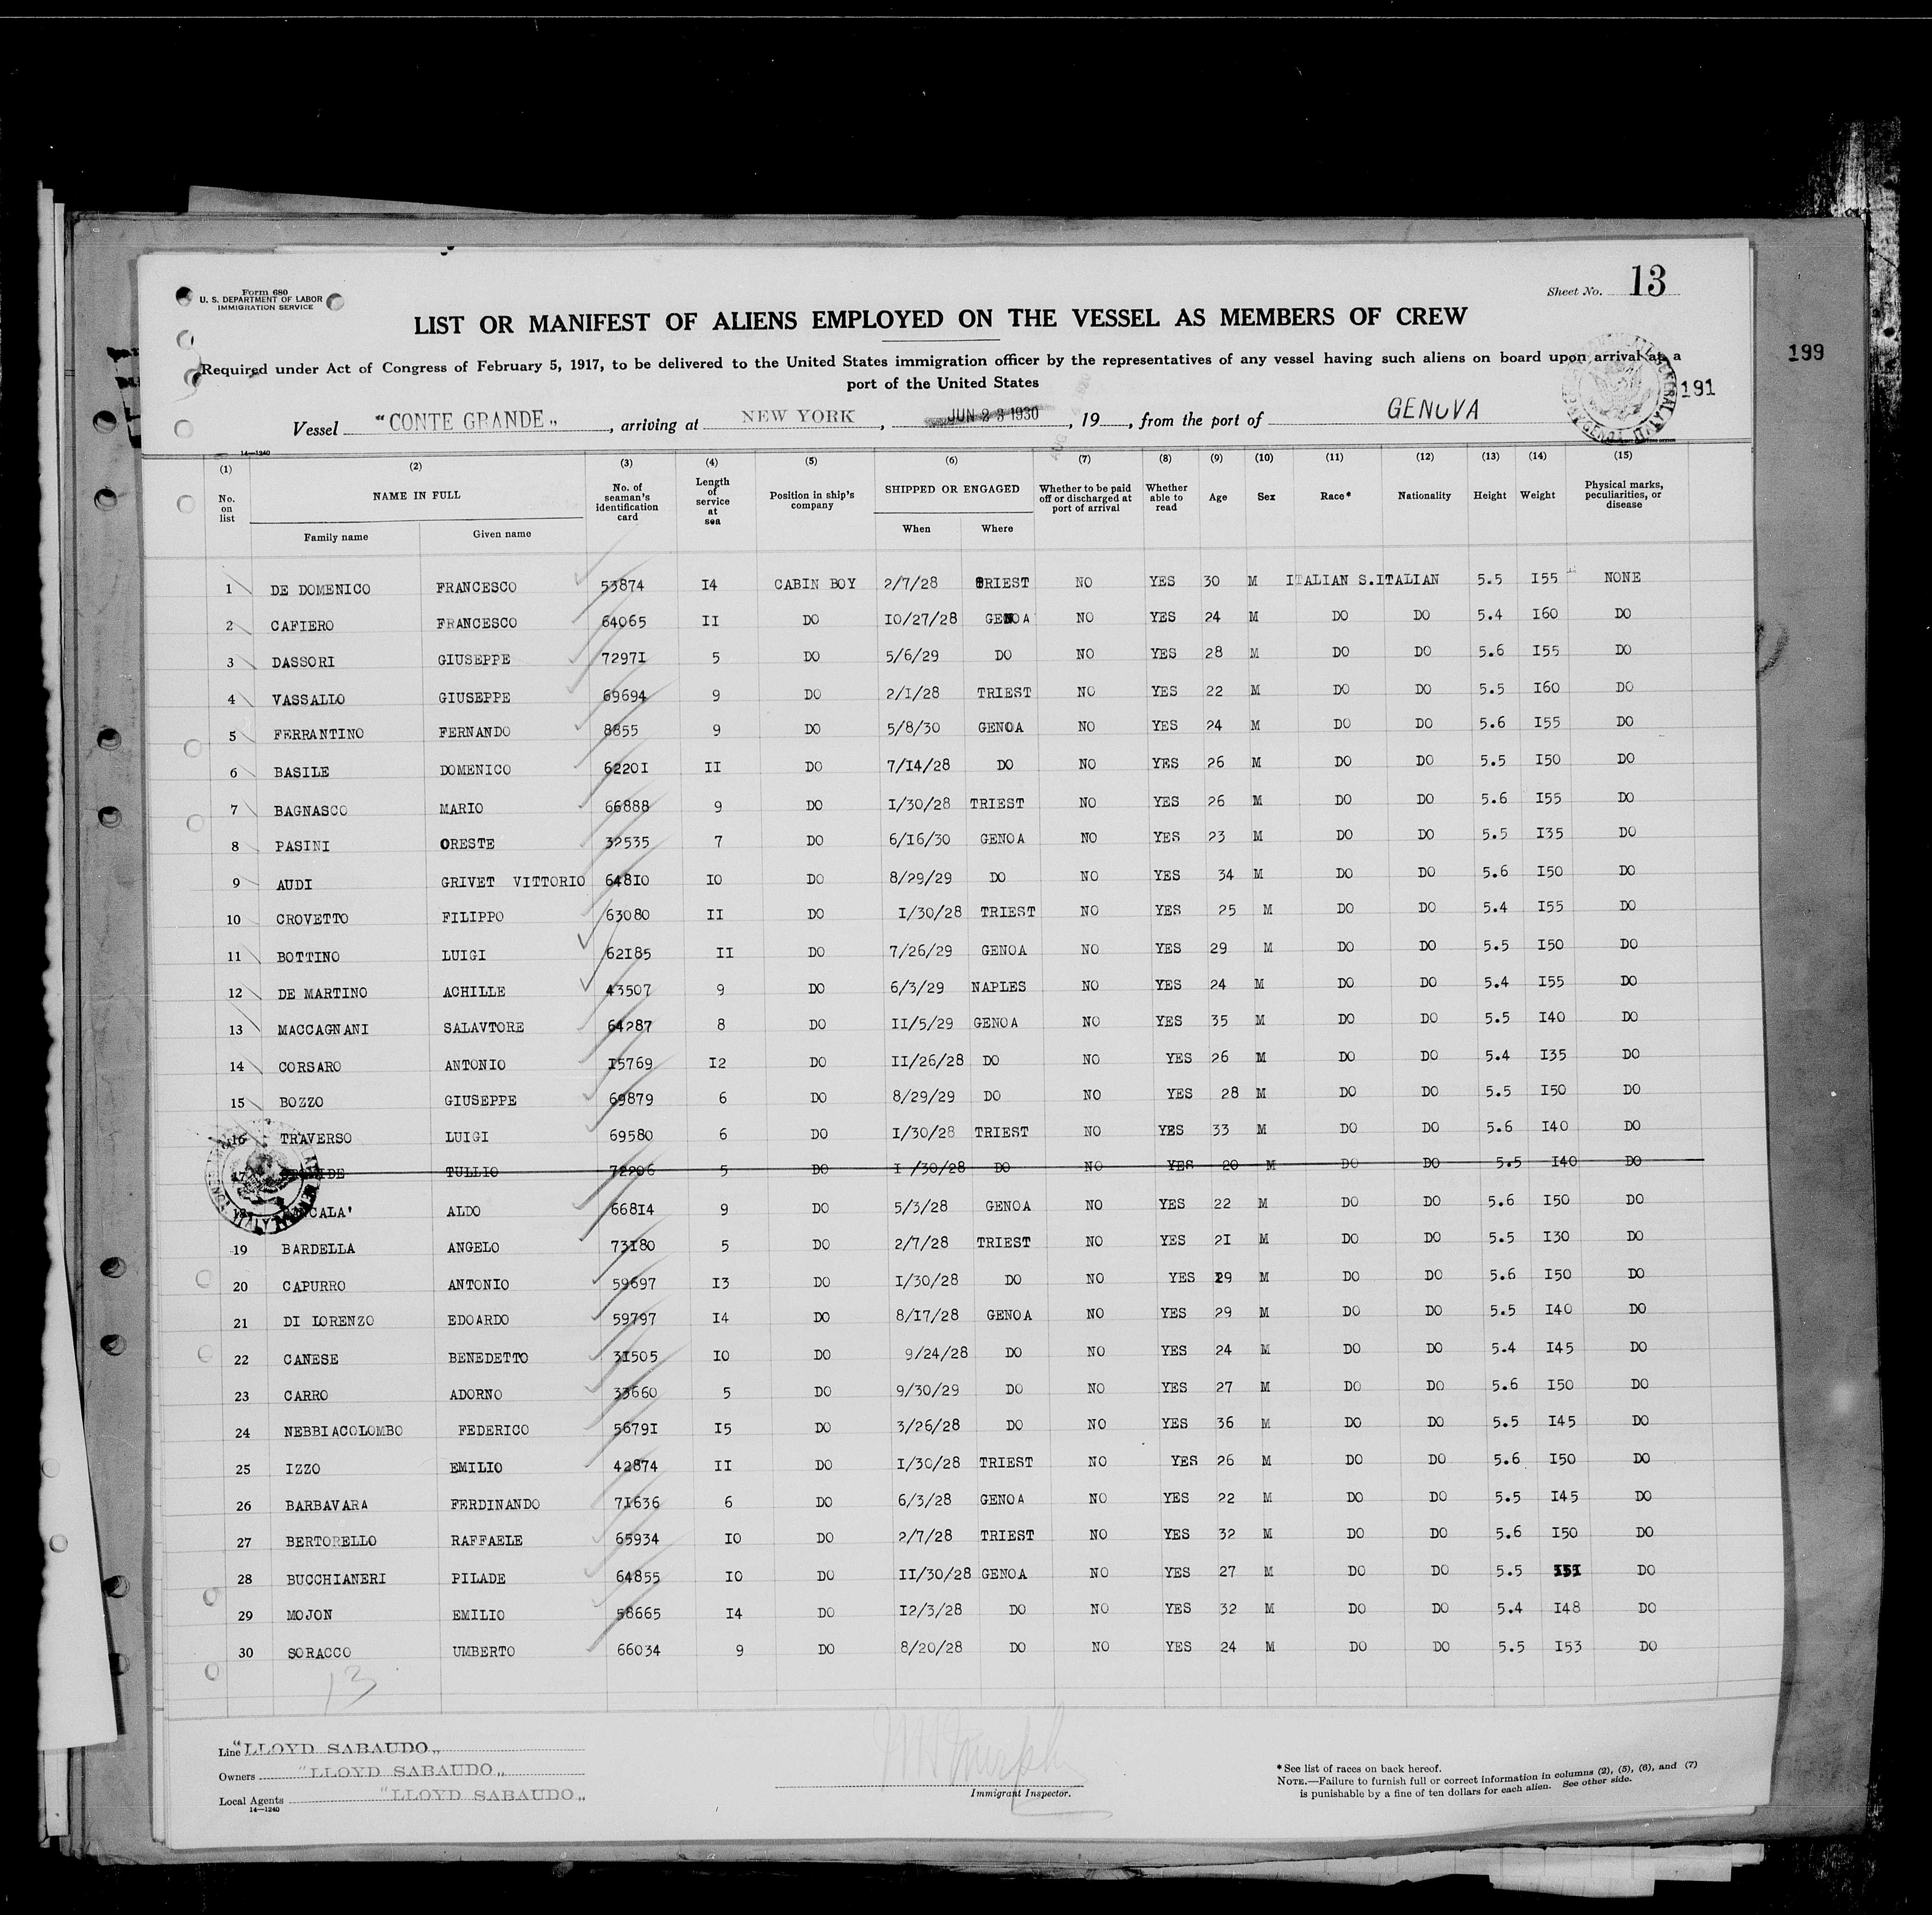 Form 680
U. S. DEPARTMENT OF LABOR
IMMIGRATION SERVICE
Sheet No. 13
LIST OR MANIFEST OF ALIENS EMPLOYED ON THE VESSEL AS MEMBERS OF CREW
Required under Act of Congress of February 5, 1917, to be delivered to the United States immigration officer by the representatives of any vessel having such aliens on board upon arrival at a
port of the United States
199
191
Vessel "CONTE GRANDE", arriving at NEW YORK, JUN 23 1930, 19, from the port of GENOVA
14—1240
(1) (2) (3) (4) (5) (6) (7) (8) (9) (10) (11) (12) (13) (14) (15)
No. on list NAME IN FULL No. of seaman's identification card Length of service at sea Position in ship's company SHIPPED OR ENGAGED Whether to be paid off or discharged at port of arrival Whether able to read Age Sex Race* Nationality Height Weight Physical marks, peculiarities, or disease
Family name Given name When Where
1 DE DOMENICO FRANCESCO 53874 I4 CABIN BOY 2/7/28 TRIEST NO YES 30 M ITALIAN S.ITALIAN 5.5 I55 NONE
2 CAFIERO FRANCESCO 64065 II DO IO/27/28 GENOA NO YES 24 M DO DO 5.4 I60 DO
3 DASSORI GIUSEPPE 7297I 5 DO 5/6/29 DO NO YES 28 M DO DO 5.6 I55 DO
4 VASSALLO GIUSEPPE 69694 9 DO 2/I/28 TRIEST NO YES 22 M DO DO 5.5 I60 DO
5 FERRANTINO FERNANDO 8855 9 DO 5/8/30 GENOA NO YES 24 M DO DO 5.6 I55 DO
6 BASILE DOMENICO 6220I II DO 7/I4/28 DO NO YES 26 M DO DO 5.5 I50 DO
7 BAGNASCO MARIO 66888 9 DO I/30/28 TRIEST NO YES 26 M DO DO 5.6 I55 DO
8 PASINI ORESTE 32535 7 DO 6/I6/30 GENOA NO YES 23 M DO DO 5.5 I35 DO
9 AUDI GRIVET VITTORIO 648IO IO DO 8/29/29 DO NO YES 34 M DO DO 5.6 I50 DO
10 CROVETTO FILIPPO 63080 II DO I/30/28 TRIEST NO YES 25 M DO DO 5.4 I55 DO
11 BOTTINO LUIGI 62I85 II DO 7/26/29 GENOA NO YES 29 M DO DO 5.5 I50 DO
12 DE MARTINO ACHILLE 43507 9 DO 6/3/29 NAPLES NO YES 24 M DO DO 5.4 I55 DO
13 MACCAGNANI SALAVTORE 64287 8 DO II/5/29 GENOA NO YES 35 M DO DO 5.5 I40 DO
14 CORSARO ANTONIO I5769 I2 DO II/26/28 DO NO YES 26 M DO DO 5.4 I35 DO
15 BOZZO GIUSEPPE 69879 6 DO 8/29/29 DO NO YES 28 M DO DO 5.5 I50 DO
16 TRAVERSO LUIGI 69580 6 DO I/30/28 TRIEST NO YES 33 M DO DO 5.6 I40 DO
17 TULLIO 72206 5 DO I /30/28 DO NO YES 20 M DO DO 5.5 I40 DO
ALDO 668I4 9 DO 5/3/28 GENOA NO YES 22 M DO DO 5.6 I50 DO
19 BARDELLA ANGELO 73I80 5 DO 2/7/28 TRIEST NO YES 2I M DO DO 5.5 I30 DO
20 CAPURRO ANTONIO 59697 I3 DO I/30/28 DO NO YES 29 M DO DO 5.6 I50 DO
21 DI LORENZO EDOARDO 59797 I4 DO 8/I7/28 GENOA NO YES 29 M DO DO 5.5 I40 DO
22 CANESE BENEDETTO 3I505 IO DO 9/24/28 DO NO YES 24 M DO DO 5.4 I45 DO
23 CARRO ADORNO 33660 5 DO 9/30/29 DO NO YES 27 M DO DO 5.6 I50 DO
24 NEBBIACOLOMBO FEDERICO 5679I I5 DO 3/26/28 DO NO YES 36 M DO DO 5.5 I45 DO
25 IZZO EMILIO 42874 II DO I/30/28 TRIEST NO YES 26 M DO DO 5.6 I50 DO
26 BARBAVARA FERDINANDO 7I636 6 DO 6/3/28 GENOA NO YES 22 M DO DO 5.5 I45 DO
27 BERTORELLO RAFFAELE 65934 IO DO 2/7/28 TRIEST NO YES 32 M DO DO 5.6 I50 DO
28 BUCCHIANERI PILADE 64855 IO DO II/30/28 GENOA NO YES 27 M DO DO 5.5 I5I DO
29 MOJON EMILIO 58665 I4 DO I2/3/28 DO NO YES 32 M DO DO 5.4 I48 DO
30 SORACCO UMBERTO 66034 9 DO 8/20/28 DO NO YES 24 M DO DO 5.5 I53 DO
13
Line "LLOYD SABAUDO"
Owners "LLOYD SABAUDO"
Local Agents "LLOYD SABAUDO"
14—1240
Immigrant Inspector.
*See list of races on back hereof.
NOTE.—Failure to furnish full or correct information in columns (2), (5), (6), and (7)
is punishable by a fine of ten dollars for each alien. See other side.